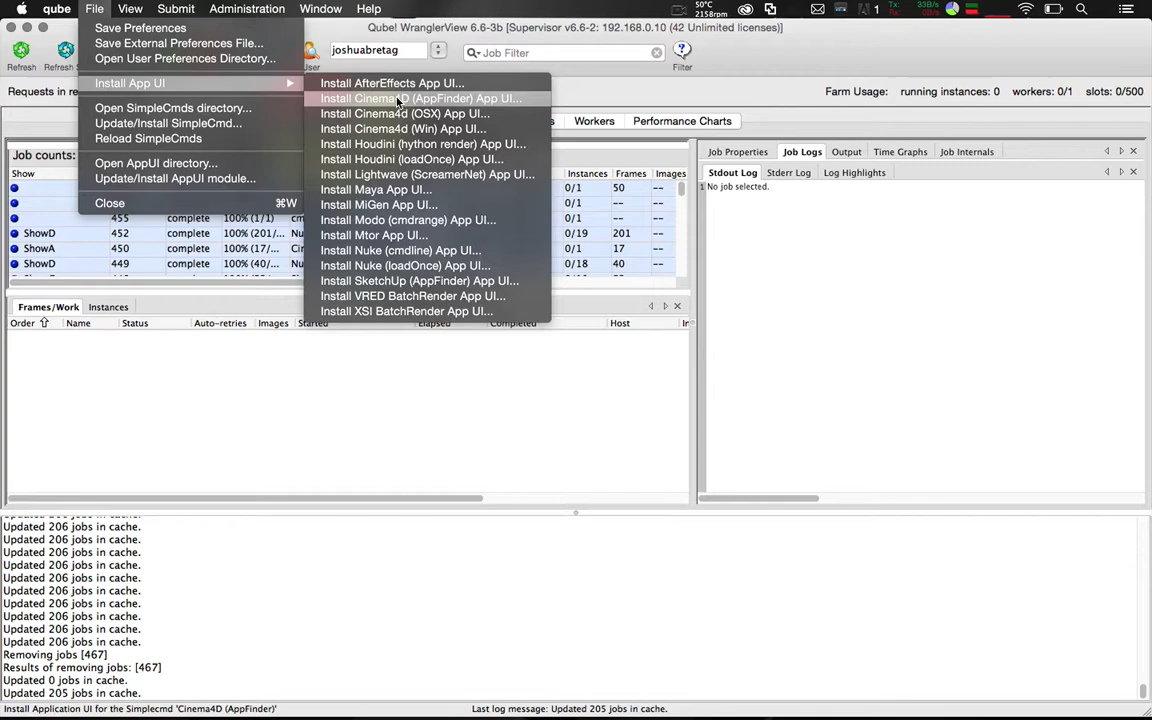 qube File View Submit Administration Window Help 50°C 2158rpm 1 Tx: Rx: 33B/s
Save Preferences
Save External Preferences File...
Open User Preferences Directory...
Install App UI
Open SimpleCmds directory...
Update/Install SimpleCmd...
Reload SimpleCmds
Open AppUI directory...
Update/Install AppUI module...
Close ⌘W
Install AfterEffects App UI...
Install Cinema4D (AppFinder) App UI...
Install Cinema4d (OSX) App UI...
Install Cinema4d (Win) App UI...
Install Houdini (hython render) App UI...
Install Houdini (loadOnce) App UI...
Install Lightwave (ScreamerNet) App UI...
Install Maya App UI...
Install MiGen App UI...
Install Modo (cmdrange) App UI...
Install Mtor App UI...
Install Nuke (cmdline) App UI...
Install Nuke (loadOnce) App UI...
Install SketchUp (AppFinder) App UI...
Install VRED BatchRender App UI...
Install XSI BatchRender App UI...
Qube! WranglerView 6.6-3b [Supervisor v6.6-2: 192.168.0.10 (42 Unlimited licenses)]
Refresh Refresh S User joshuabretag Job Filter Filter
Requests in re Farm Usage: running instances: 0 workers: 0/1 slots: 0/500
s Workers Performance Charts
Job counts:
Show Instances Frames Images
0/1 50
455 complete 100% (1/1)
ShowD 452 complete 100% (201/... Nu 0/19 201 --
ShowA 450 complete 100% (17/... Cir 0/1 17 --
ShowD 449 complete 100% (40/... Nu 0/18 40 --
Job Properties Job Logs Output Time Graphs Job Internals
Stdout Log Stderr Log Log Highlights
1 No job selected.
Frames/Work Instances
Order Name Status Auto-retries Images Started Elapsed Completed Host In
Updated 206 jobs in cache.
Updated 206 jobs in cache.
Updated 206 jobs in cache.
Updated 206 jobs in cache.
Updated 206 jobs in cache.
Updated 206 jobs in cache.
Updated 206 jobs in cache.
Updated 206 jobs in cache.
Updated 206 jobs in cache.
Removing jobs [467]
Results of removing jobs: [467]
Updated 0 jobs in cache.
Updated 205 jobs in cache.
Install Application UI for the Simplecmd 'Cinema4D (AppFinder)' Last log message: Updated 205 jobs in cache.